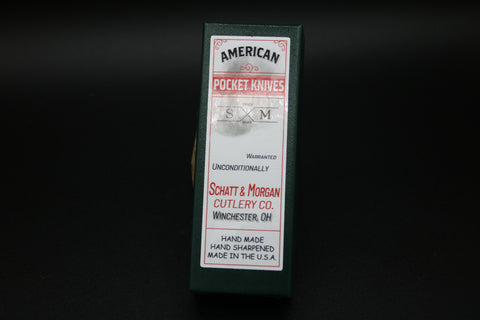 AMERICAN
POCKET KNIVES
S M
WARRANTED
UNCONDITIONALLY
SCHATT & MORGAN
CUTLERY CO.
WINCHESTER, OH
HAND MADE
HAND SHARPENED
MADE IN THE U.S.A.